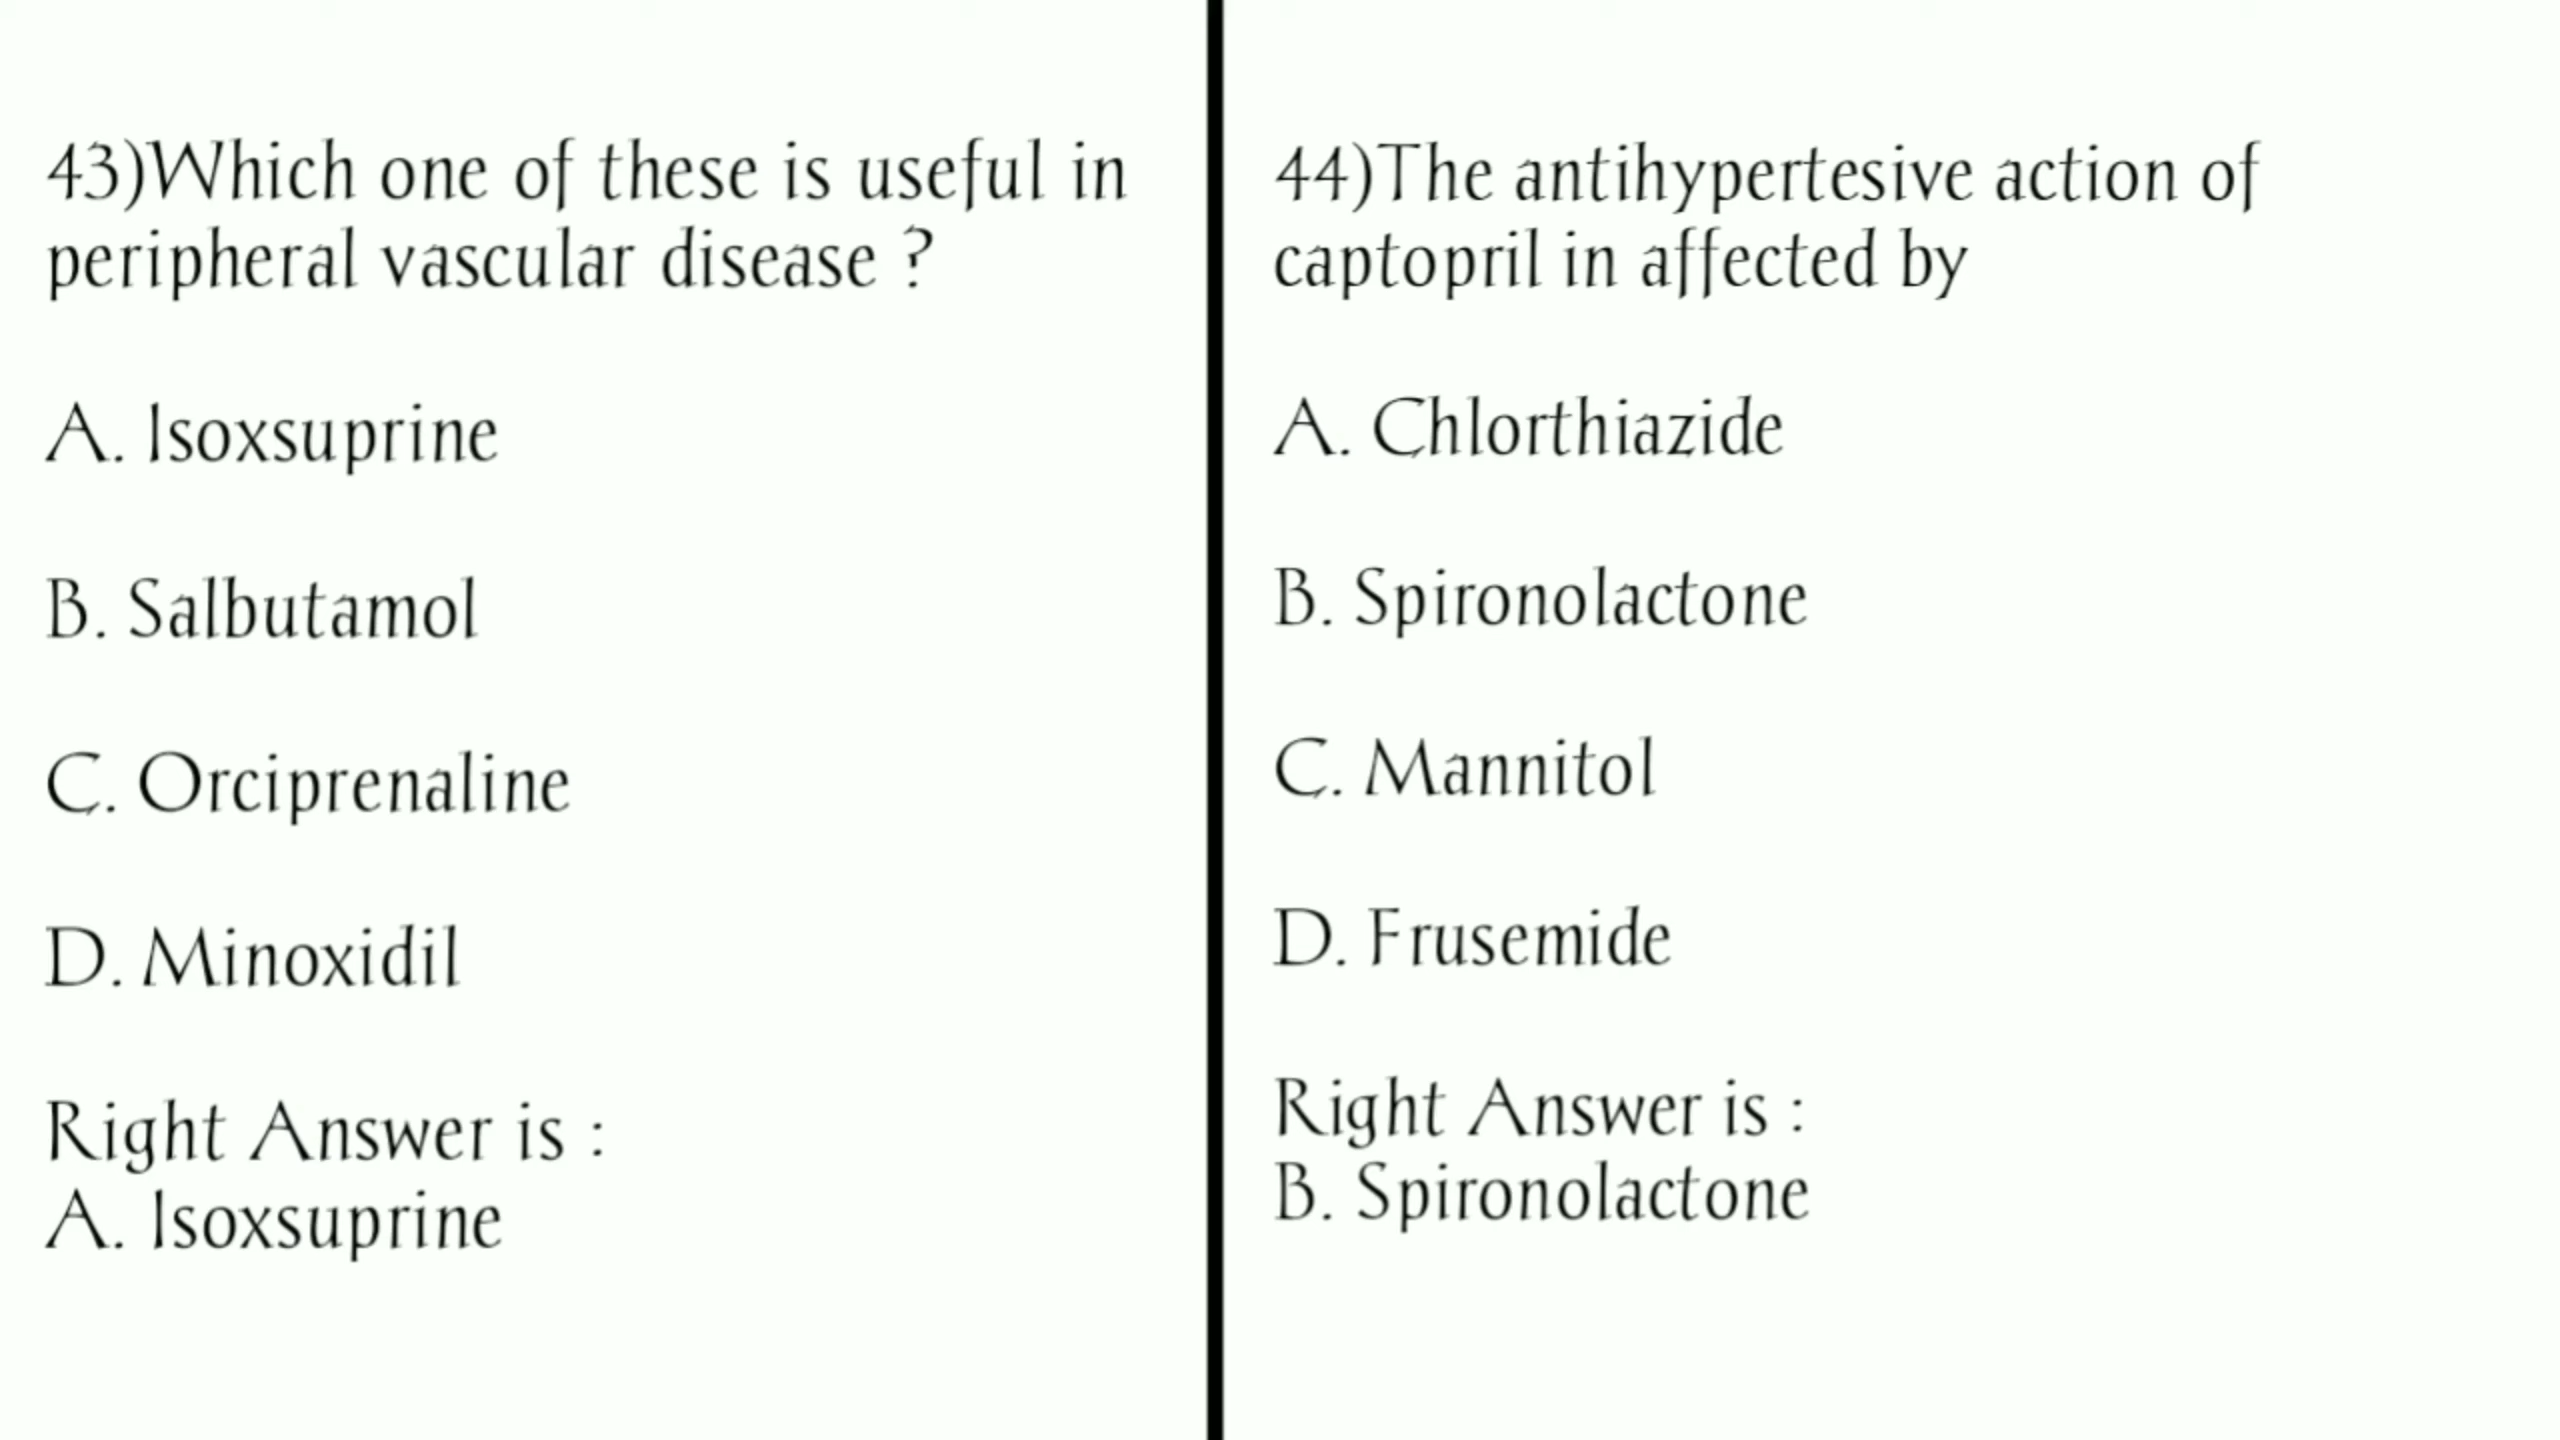 43)Which one of these is useful in
peripheral vascular disease ?
A. Isoxsuprine
B. Salbutamol
C. Orciprenaline
D. Minoxidil
Right Answer is :
A. Isoxsuprine
44)The antihypertesive action of
captopril in affected by
A. Chlorthiazide
B. Spironolactone
C. Mannitol
D. Frusemide
Right Answer is :
B. Spironolactone